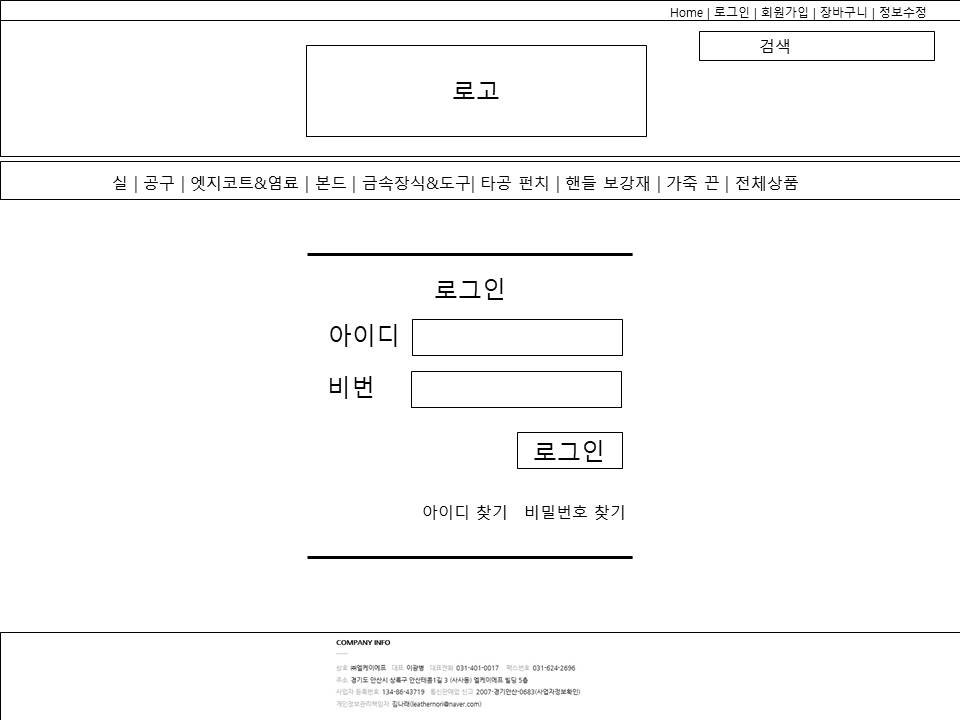 Home | 로그인 | 회원가입 | 장바구니 | 정보수정
검색
로고
실 | 공구 | 엣지코트&염료 | 본드 | 금속장식&도구| 타공 펀치 | 핸들 보강재 | 가죽 끈 | 전체상품
로그인
아이디
비번
로그인
아이디 찾기 비밀번호 찾기
COMPANY INFO
상호 ㈜엘케이에프 대표 이광병 대표전화 031-401-0017 팩스번호 031-624-2696
주소 경기도 안산시 상록구 안산테콤1길 3 (사사동) 엘케이에프 빌딩 5층
사업자 등록번호 134-86-43719 통신판매업 신고 2007-경기안산-0683(사업자정보확인)
개인정보관리책임자 김나래(leathernori@naver.com)